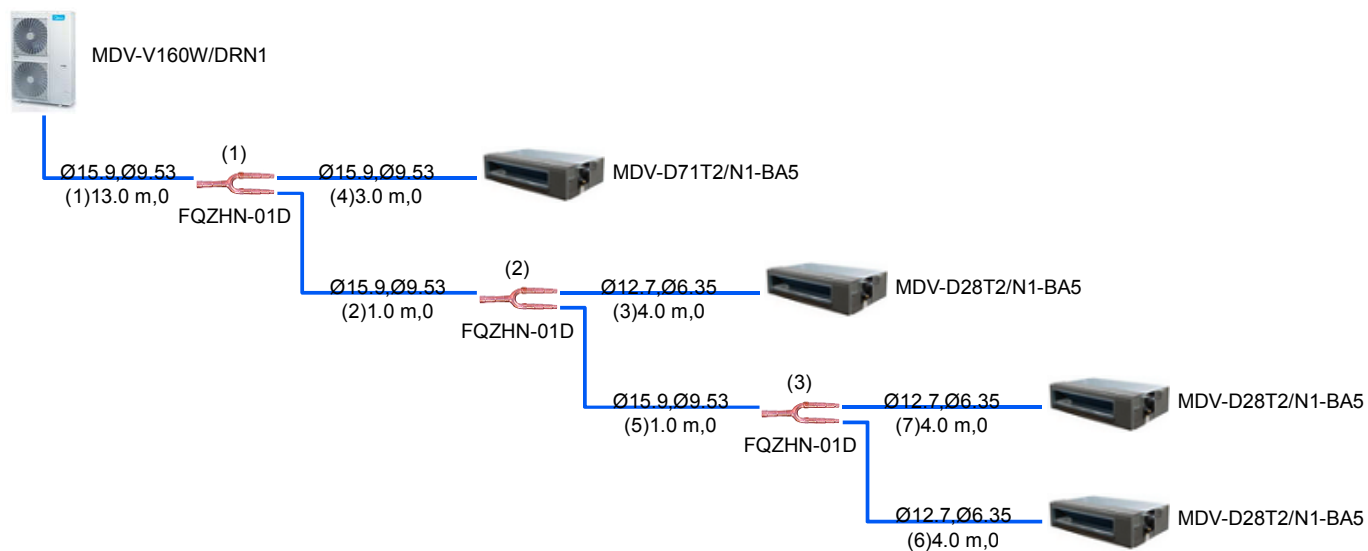 MDV-V160W/DRN1
(1)
Ø15.9,Ø9.53
(1)13.0 m,0
FQZHN-01D
Ø15.9,Ø9.53
(4)3.0 m,0
MDV-D71T2/N1-BA5
(2)
Ø15.9,Ø9.53
(2)1.0 m,0
FQZHN-01D
Ø12.7,Ø6.35
(3)4.0 m,0
MDV-D28T2/N1-BA5
(3)
Ø15.9,Ø9.53
(5)1.0 m,0
FQZHN-01D
Ø12.7,Ø6.35
(7)4.0 m,0
MDV-D28T2/N1-BA5
Ø12.7,Ø6.35
(6)4.0 m,0
MDV-D28T2/N1-BA5